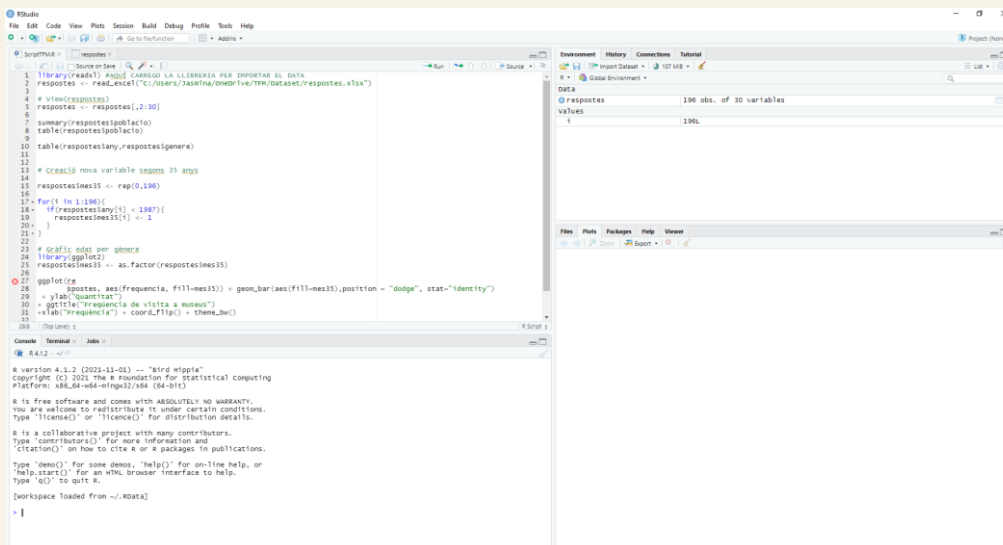 RStudio
File Edit Code View Plots Session Build Debug Profile Tools Help
Go to file/function
Addins
Project: (None
ScriptTFM.R
respostes
Source on Save
Run
Source
1 library(readxl) #AQUÍ CARREGO LA LLIBRERIA PER IMPORTAR EL DATA
2 respostes <- read_excel("C:/Users/Jasmina/OneDrive/TFM/Dataset/respostes.xlsx")
3
4 # View(respostes)
5 respostes <- respostes[,2:30]
6
7 summary(respostes$poblacio)
8 table(respostes$poblacio)
9
10 table(respostes$any,respostes$genere)
11
12
13 # Creació nova variable segons 35 anys
14
15 respostes$mes35 <- rep(0,196)
16
17 for(i in 1:196){
18 if(respostes$any[i] < 1987){
19 respostes$mes35[i] <- 1
20 }
21 }
22
23 # Gràfic edat per gènere
24 library(ggplot2)
25 respostes$mes35 <- as.factor(respostes$mes35)
26
27 ggplot(re
28 spostes, aes(frequencia, fill=mes35)) + geom_bar(aes(fill=mes35),position = "dodge", stat="identity")
29 + ylab("Quantitat")
30 + ggtitle("Freqüencia de visita a museus")
31 +xlab("Freqüència") + coord_flip() + theme_bw()
32
28:8 (Top Level)
R Script
Console Terminal Jobs
R 4.1.2 · ~/
R version 4.1.2 (2021-11-01) -- "Bird Hippie"
Copyright (C) 2021 The R Foundation for Statistical Computing
Platform: x86_64-w64-mingw32/x64 (64-bit)
R is free software and comes with ABSOLUTELY NO WARRANTY.
You are welcome to redistribute it under certain conditions.
Type 'license()' or 'licence()' for distribution details.
R is a collaborative project with many contributors.
Type 'contributors()' for more information and
'citation()' on how to cite R or R packages in publications.
Type 'demo()' for some demos, 'help()' for on-line help, or
'help.start()' for an HTML browser interface to help.
Type 'q()' to quit R.
[Workspace loaded from ~/.RData]
>
Environment History Connections Tutorial
Import Dataset
107 MiB
List
R
Global Environment
Data
respostes 196 obs. of 30 variables
values
i 196L
Files Plots Packages Help Viewer
Zoom
Export